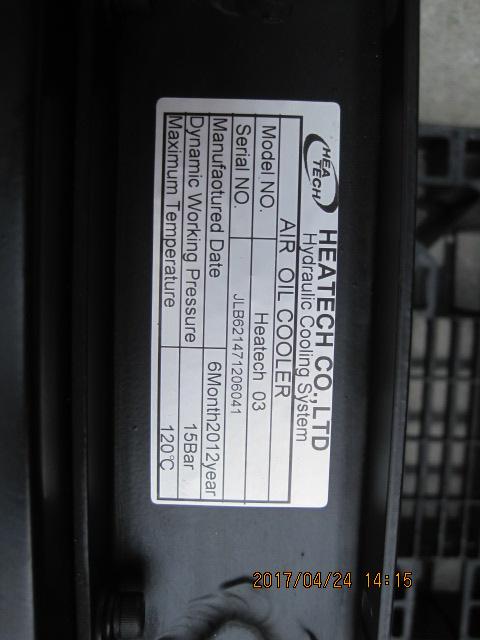 HEA TECH
HEATECH CO.,LTD
Hydraulic Cooling System
AIR OIL COOLER
Model NO. Heatech 03
Serial NO. JLB621471206041
Manufaotured Date 6Month2012year
Dynamic Working Pressure 15Bar
Maximum Temperature 120℃
2017/04/24 14:15